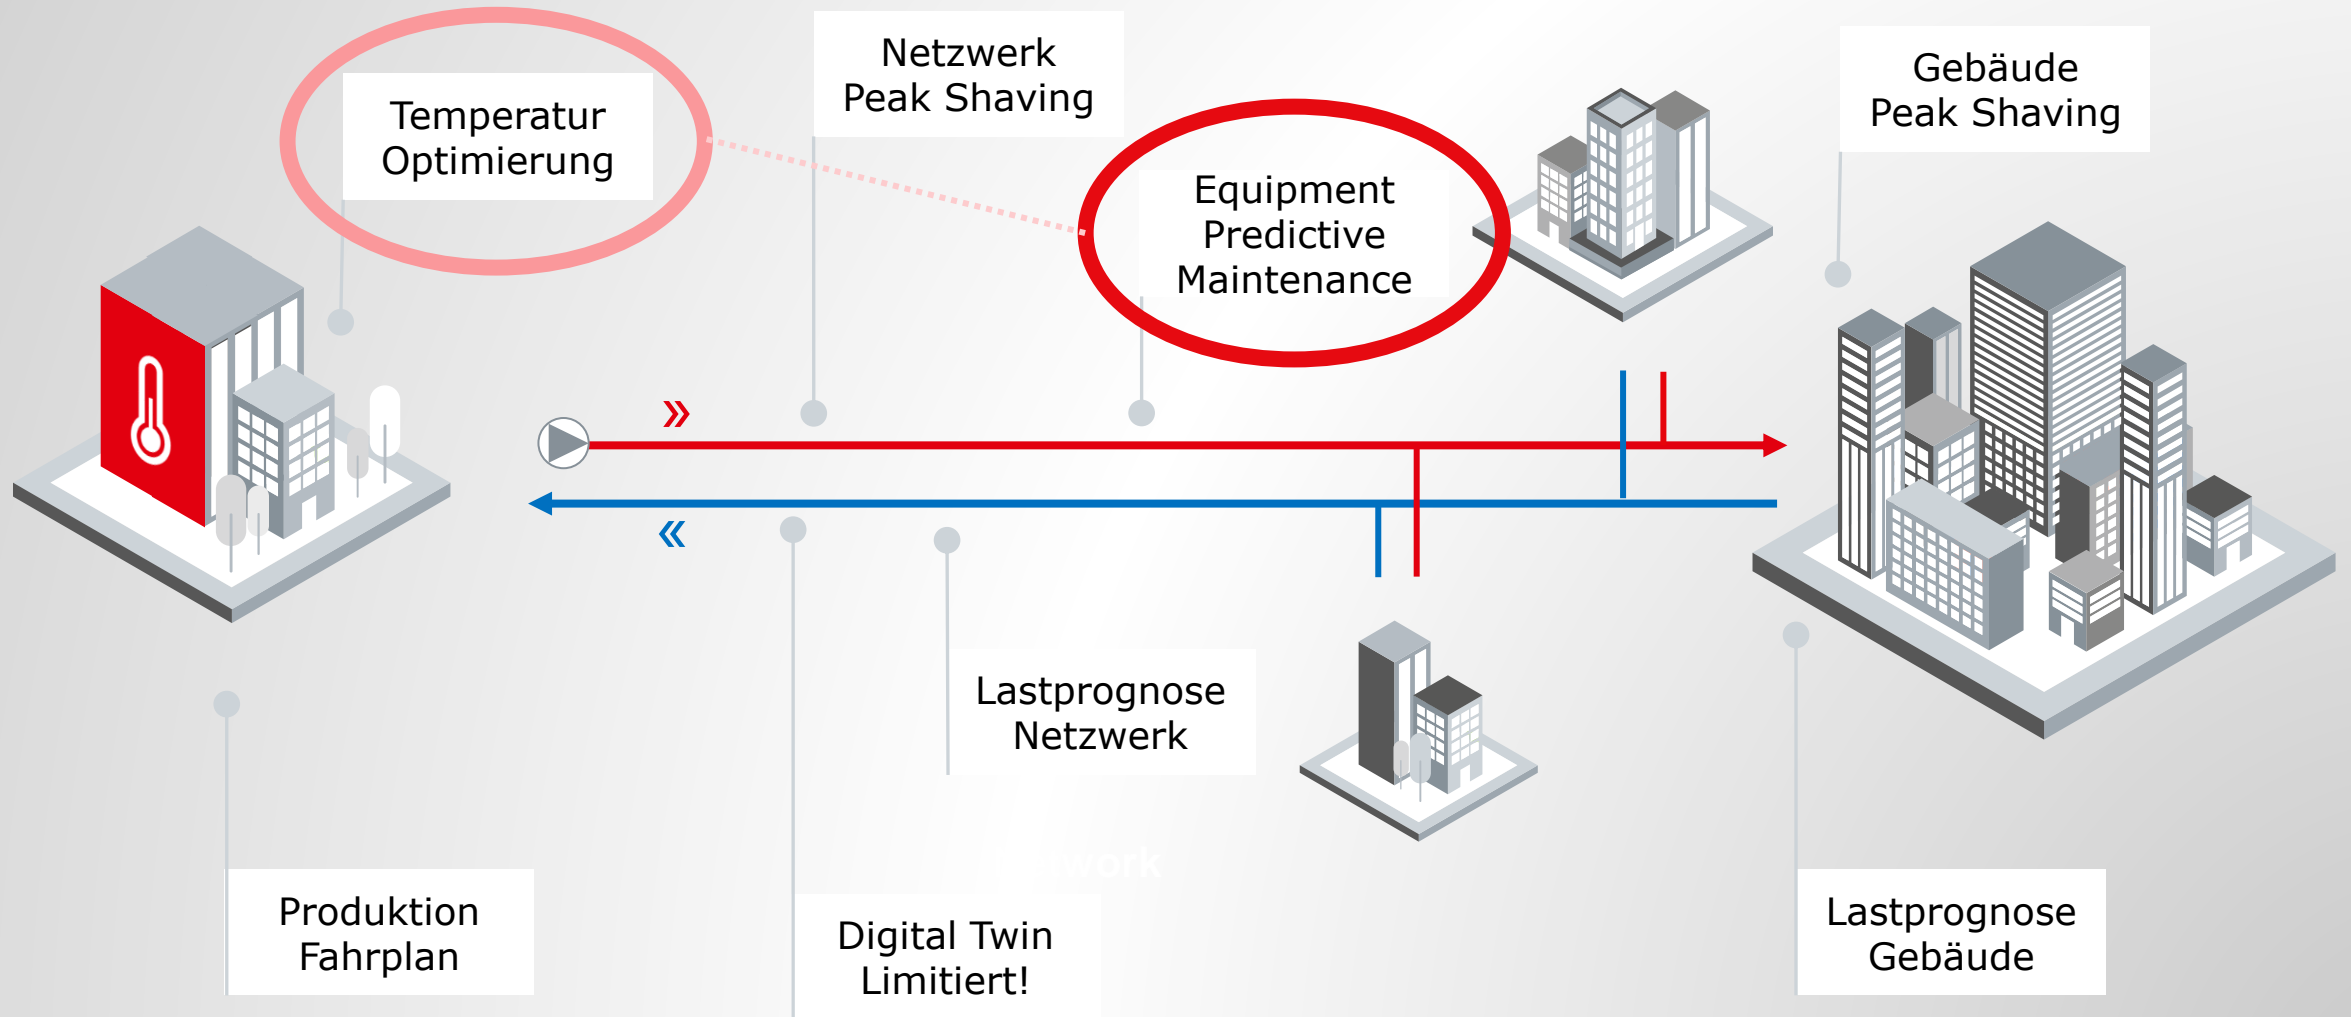 Temperatur
Optimierung
Netzwerk
Peak Shaving
Equipment
Predictive
Maintenance
Gebäude
Peak Shaving
Lastprognose
Netzwerk
Produktion
Fahrplan
Digital Twin
Limitiert!
Lastprognose
Gebäude